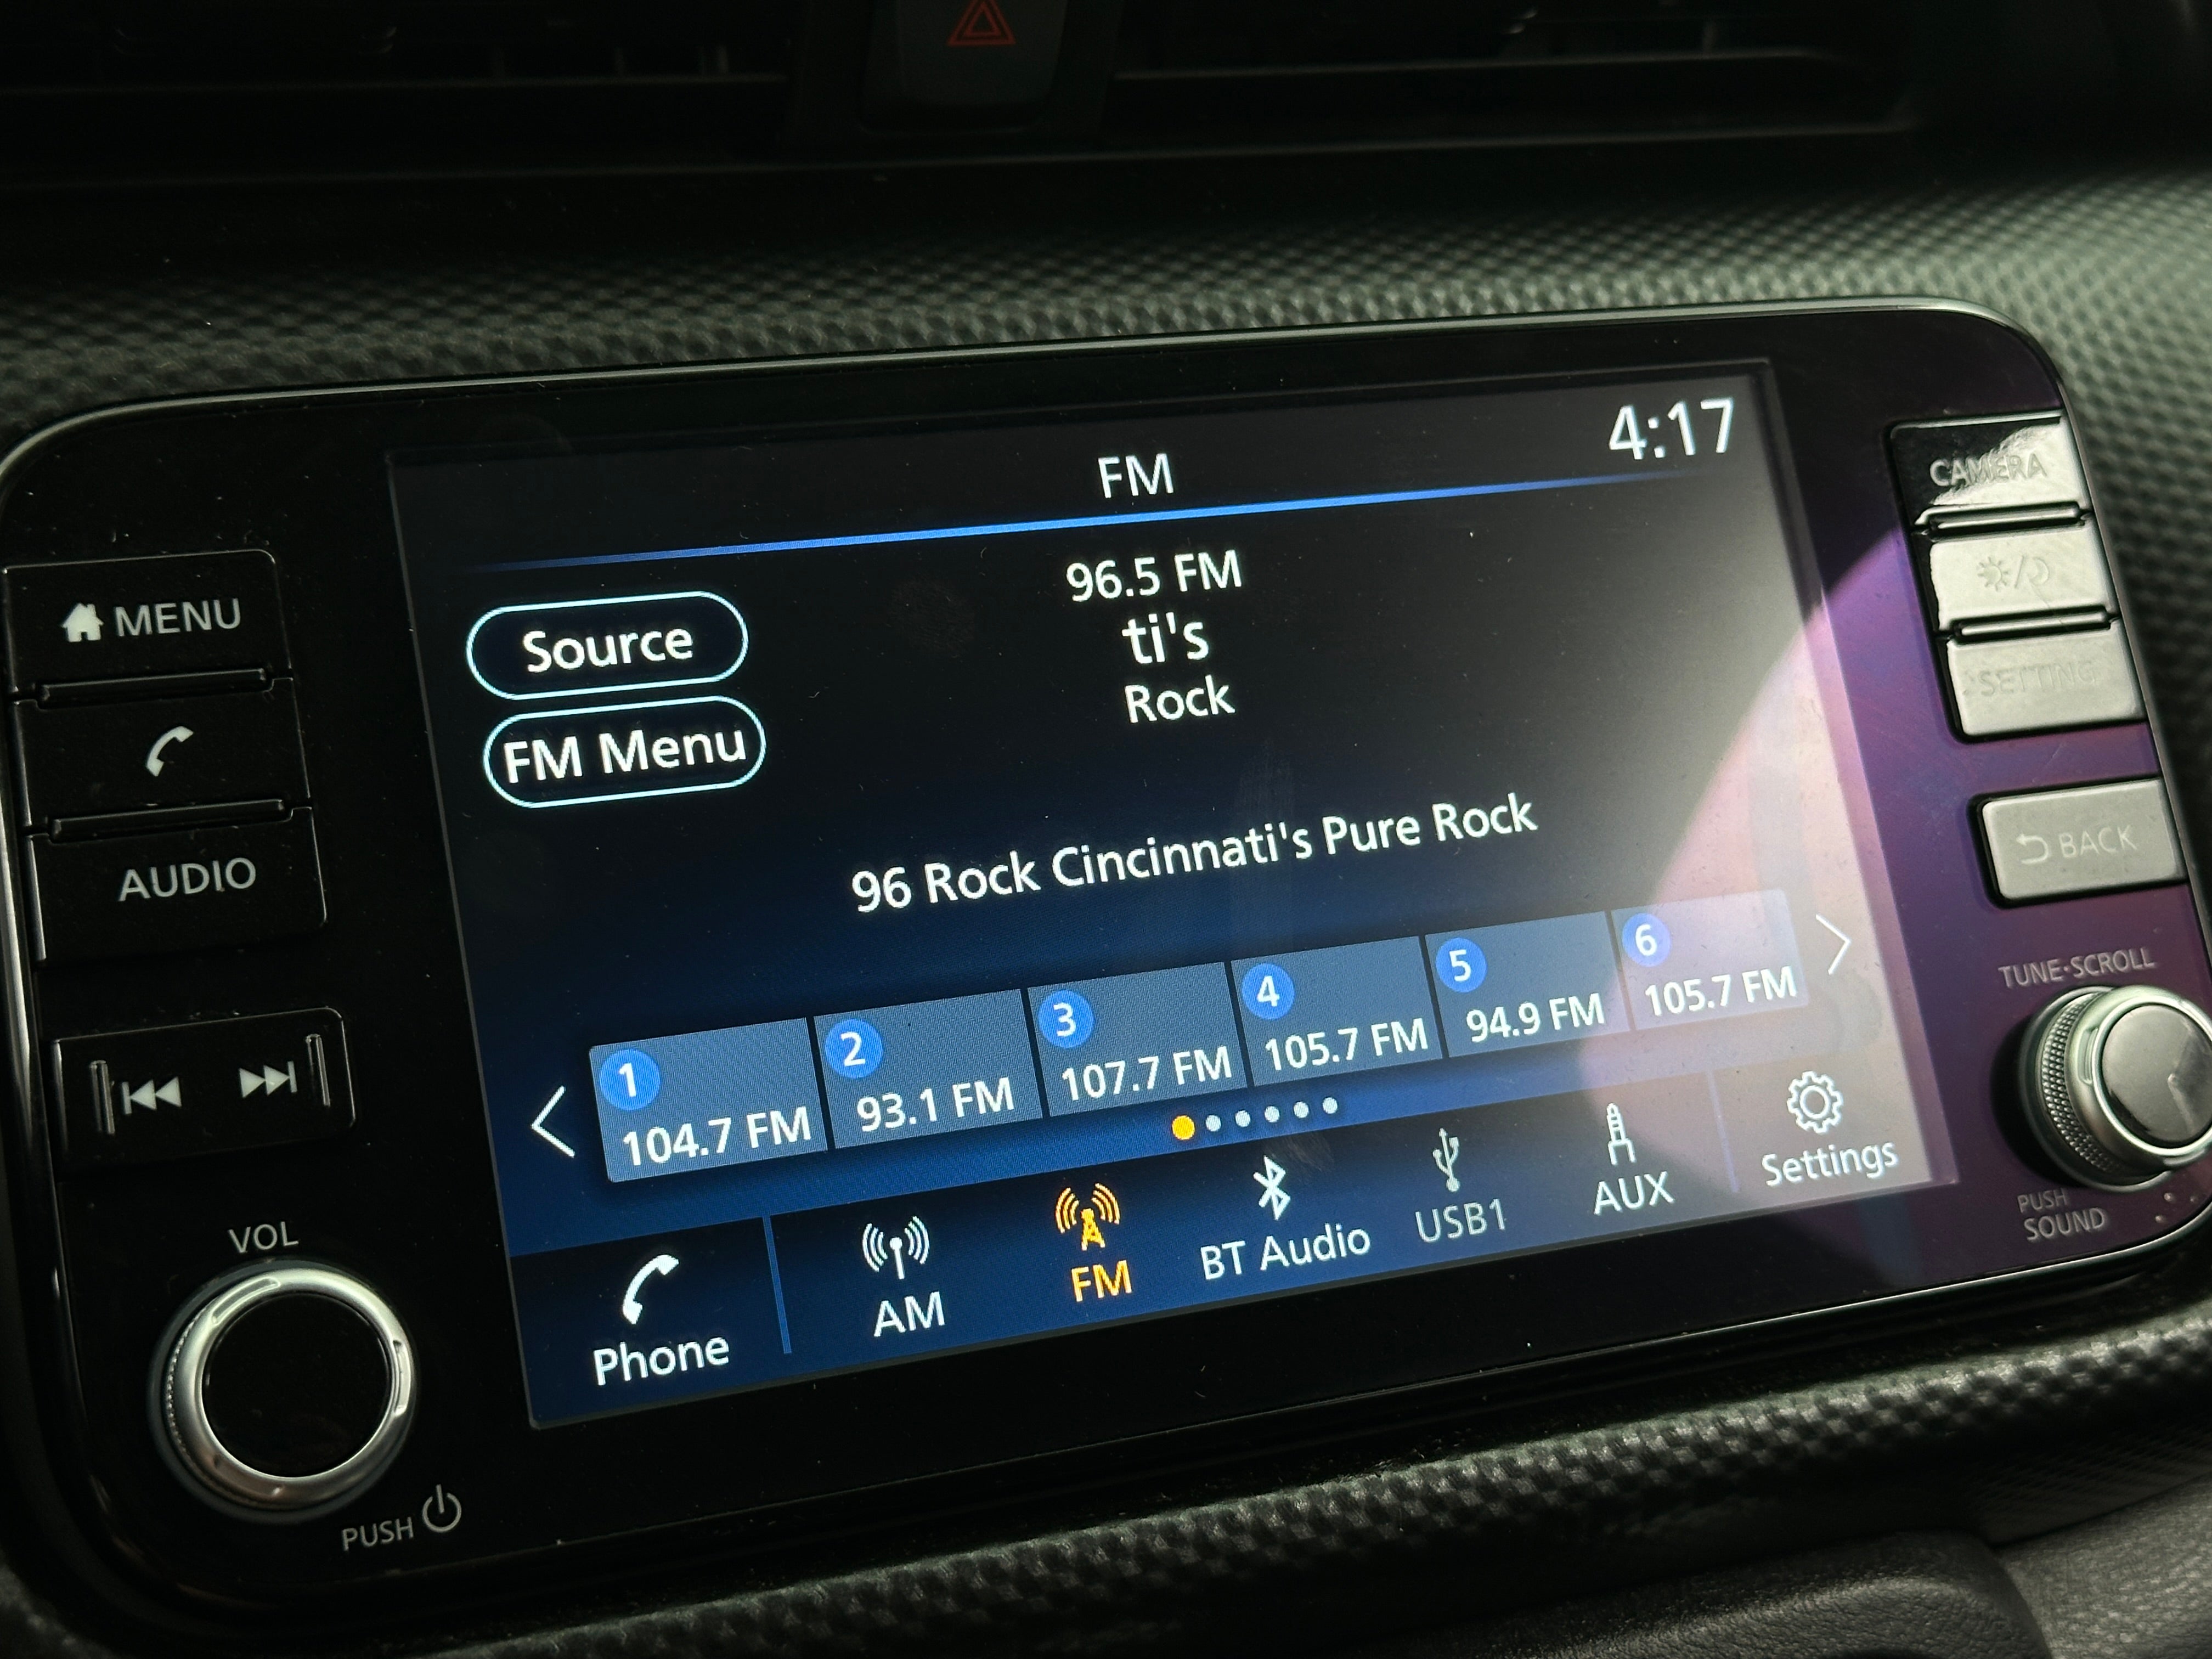 FM
4:17
96.5 FM
ti's
Rock
Source
FM Menu
96 Rock Cincinnati's Pure Rock
1
104.7 FM
2
93.1 FM
3
107.7 FM
4
105.7 FM
5
94.9 FM
6
105.7 FM
Phone
AM
FM
BT Audio
USB1
AUX
Settings
MENU
AUDIO
VOL
PUSH
CAMERA
SETTING
BACK
TUNE·SCROLL
PUSH
SOUND